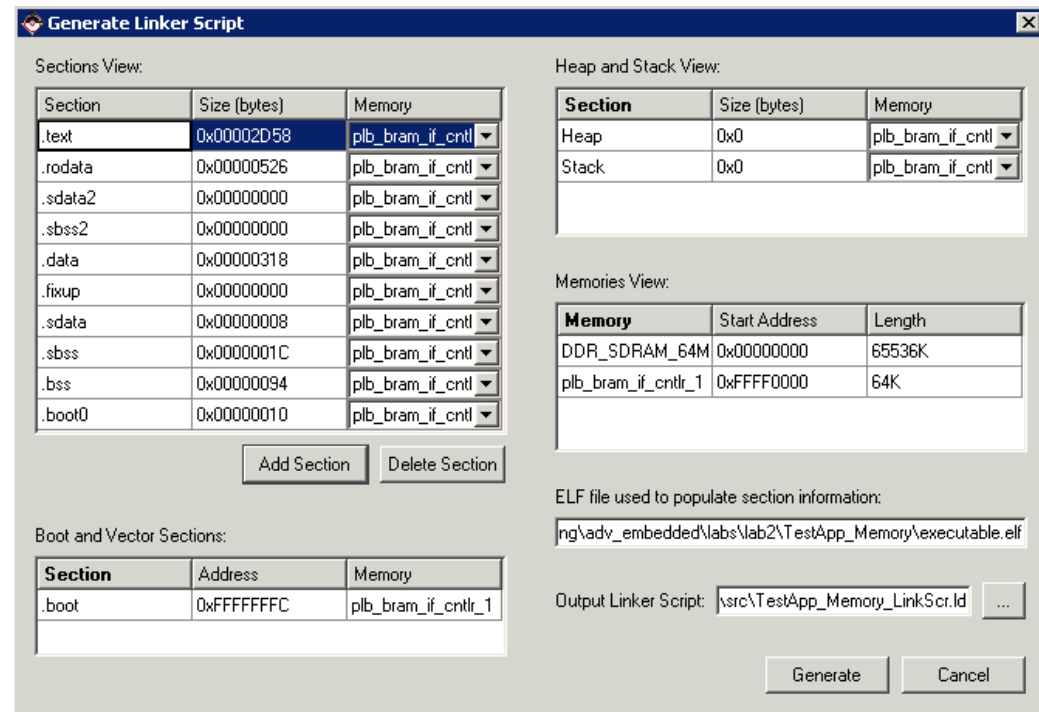 Generate Linker Script
Sections View:
Section Size (bytes) Memory
.text 0x00002D58 plb_bram_if_cntl
.rodata 0x00000526 plb_bram_if_cntl
.sdata2 0x00000000 plb_bram_if_cntl
.sbss2 0x00000000 plb_bram_if_cntl
.data 0x00000318 plb_bram_if_cntl
.fixup 0x00000000 plb_bram_if_cntl
.sdata 0x00000008 plb_bram_if_cntl
.sbss 0x0000001C plb_bram_if_cntl
.bss 0x00000094 plb_bram_if_cntl
.boot0 0x00000010 plb_bram_if_cntl
Add Section Delete Section
Boot and Vector Sections:
Section Address Memory
.boot 0xFFFFFFFC plb_bram_if_cntlr_1
Heap and Stack View:
Section Size (bytes) Memory
Heap 0x0 plb_bram_if_cntl
Stack 0x0 plb_bram_if_cntl
Memories View:
Memory Start Address Length
DDR_SDRAM_64M 0x00000000 65536K
plb_bram_if_cntlr_1 0xFFFF0000 64K
ELF file used to populate section information:
ng\adv_embedded\labs\lab2\TestApp_Memory\executable.elf
Output Linker Script: \src\TestApp_Memory_LinkScr.ld ...
Generate Cancel